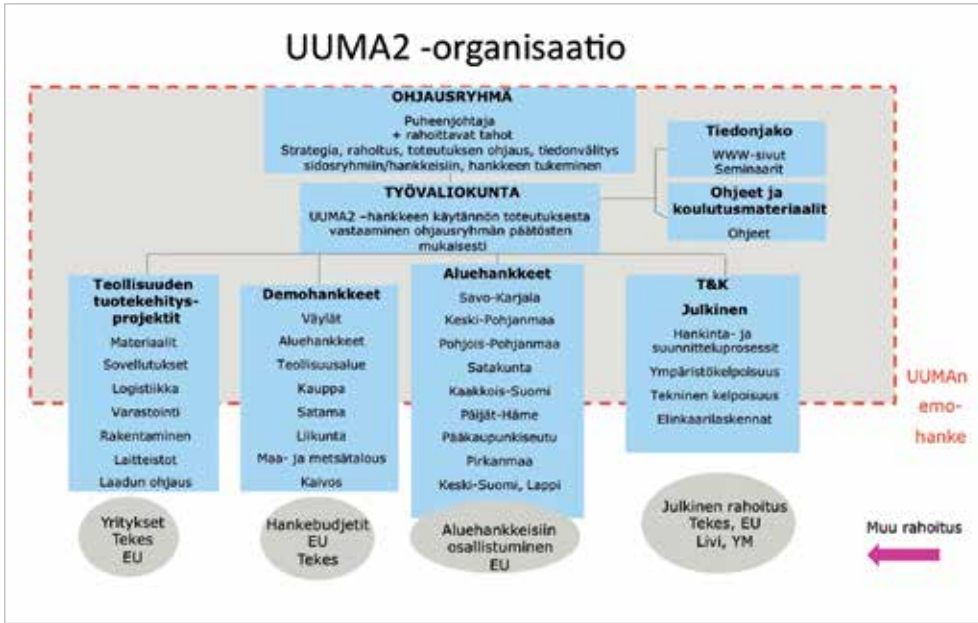 UUMA2 -organisaatio
OHJAUSRYHMÄ
Puheenjohtaja
+ rahoittavat tahot
Strategia, rahoitus, toteutuksen ohjaus, tiedonvälitys
sidosryhmiin/hankkeisiin, hankkeen tukeminen
Tiedonjako
WWW-sivut
Seminaarit
TYÖVALIOKUNTA
UUMA2 –hankkeen käytännön toteutuksesta
vastaaminen ohjausryhmän päätösten
mukaisesti
Ohjeet ja
koulutusmateriaalit
Ohjeet
Teollisuuden
tuotekehitys-
projektit
Materiaalit
Sovellutukset
Logistiikka
Varastointi
Rakentaminen
Laitteistot
Laadun ohjaus
Demohankkeet
Väylät
Aluehankkeet
Teollisuusalue
Kauppa
Satama
Liikunta
Maa- ja metsätalous
Kaivos
Aluehankkeet
Savo-Karjala
Keski-Pohjanmaa
Pohjois-Pohjanmaa
Satakunta
Kaakkois-Suomi
Päijät-Häme
Pääkaupunkiseutu
Pirkanmaa
Keski-Suomi, Lappi
T&K
Julkinen
Hankinta- ja
suunnitteluprosessit
Ympäristökelpoisuus
Tekninen kelpoisuus
Elinkaarilaskennat
UUMAn
emo-
hanke
Yritykset
Tekes
EU
Hankebudjetit
EU
Tekes
Aluehankkeisiin
osallistuminen
EU
Julkinen rahoitus
Tekes, EU
Livi, YM
Muu rahoitus